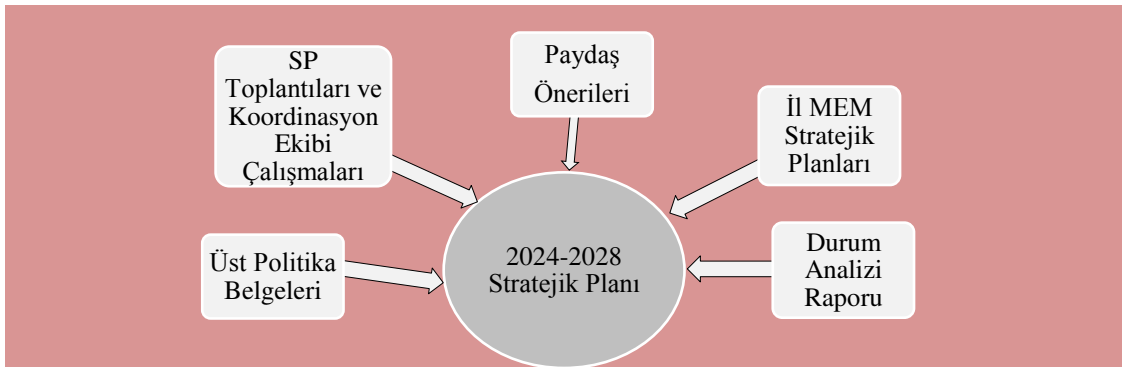 SP
Toplantıları ve
Koordinasyon
Ekibi
Çalışmaları
Paydaş
Önerileri
İl MEM
Stratejik
Planları
Üst Politika
Belgeleri
2024-2028
Stratejik Planı
Durum
Analizi
Raporu